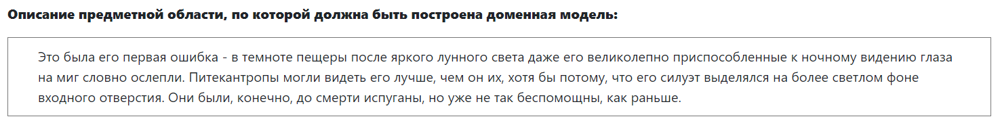 Описание предметной области, по которой должна быть построена доменная модель:
Это была его первая ошибка - в темноте пещеры после яркого лунного света даже его великолепно приспособленные к ночному видению глаза
на миг словно ослепли. Питекантропы могли видеть его лучше, чем он их, хотя бы потому, что его силуэт выделялся на более светлом фоне
входного отверстия. Они были, конечно, до смерти испуганы, но уже не так беспомощны, как раньше.